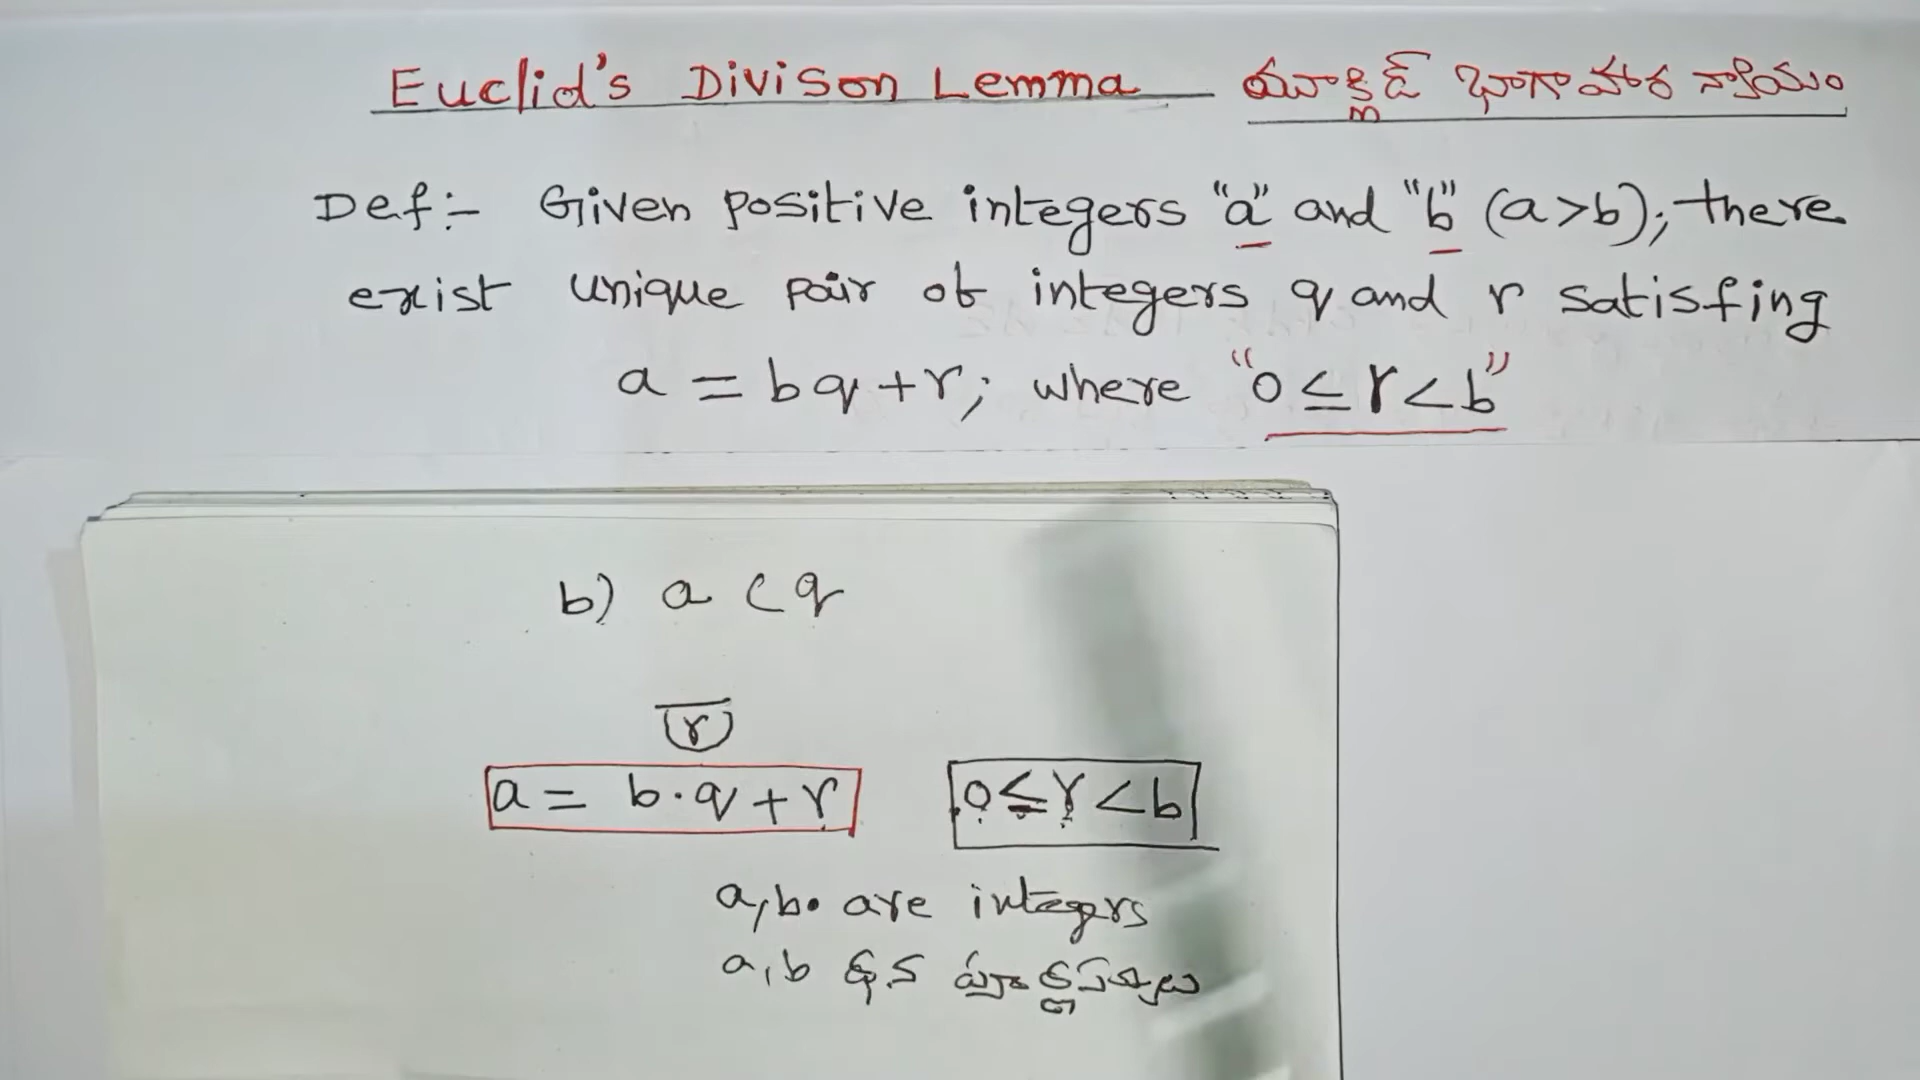 Euclid's Divison Lemma యూక్లిడ్ భాగాహార న్యాయం
Def:- Given positive integers "a" and "b" (a>b); there
exist unique pair of integers q and r satisfing
a = bq+r; where "0≤r<b"
b) a ( q
r
a = b·q+r 0≤r<b
a,b. are integers
a,b ధన పూర్ణసంఖ్యలు